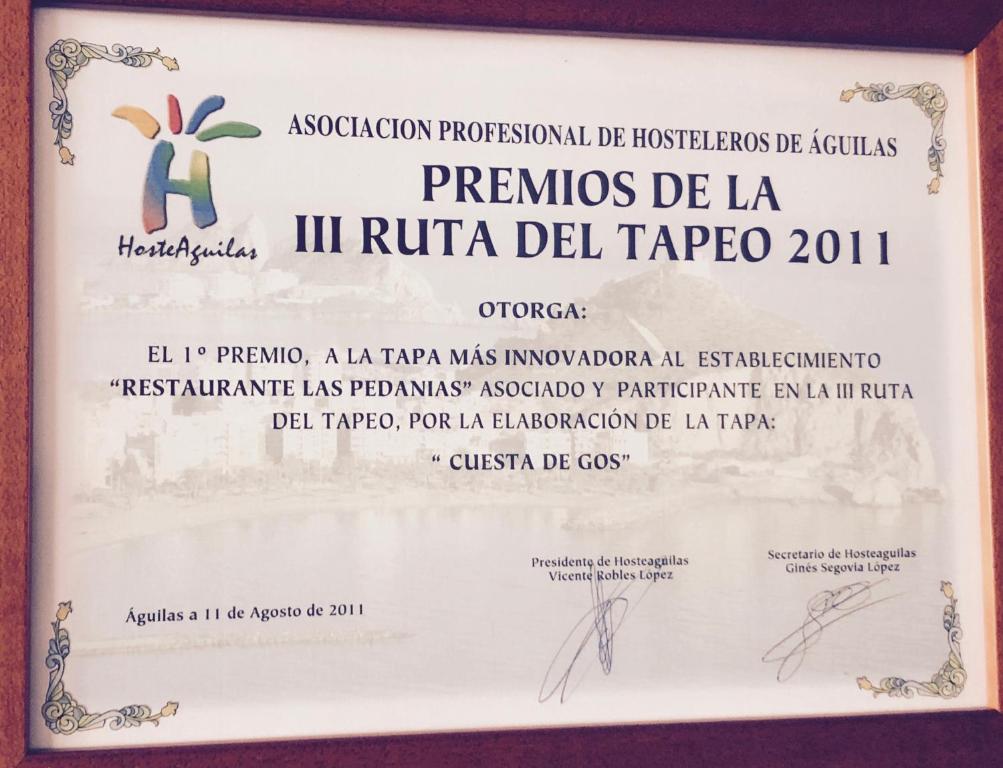 ASOCIACION PROFESIONAL DE HOSTELEROS DE ÁGUILAS
PREMIOS DE LA
III RUTA DEL TAPEO 2011
H
HosteAguilas
OTORGA:
EL 1º PREMIO, A LA TAPA MÁS INNOVADORA AL ESTABLECIMIENTO
“RESTAURANTE LAS PEDANIAS” ASOCIADO Y PARTICIPANTE EN LA III RUTA
DEL TAPEO, POR LA ELABORACIÓN DE LA TAPA:
“ CUESTA DE GOS”
Presidente de Hosteaguilas
Vicente Robles López
Secretario de Hosteaguilas
Ginés Segovia López
Águilas a 11 de Agosto de 2011